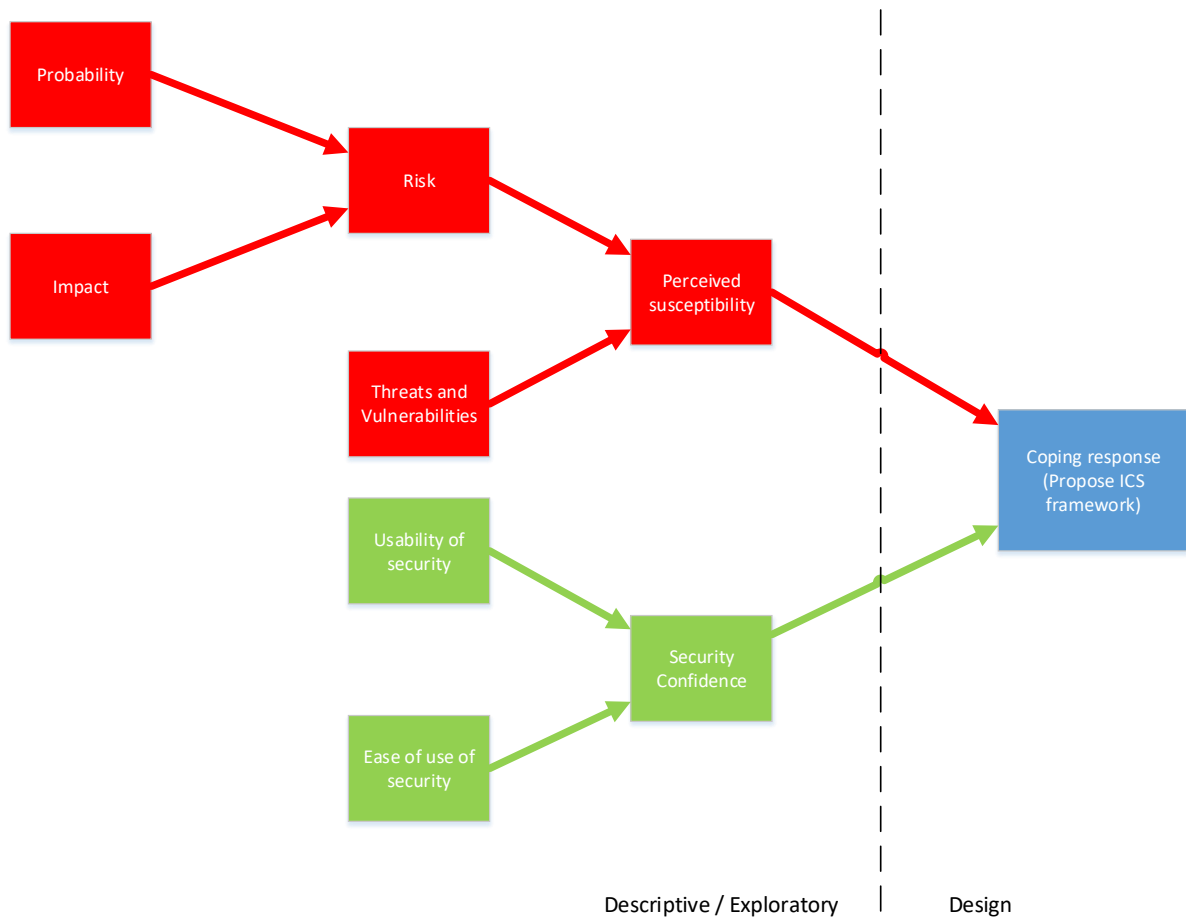 Probability
Risk
Impact
Perceived
susceptibility
Threats and
Vulnerabilities
Coping response
(Propose ICS
framework)
Usability of
security
Security
Confidence
Ease of use of
security
Descriptive / Exploratory
Design